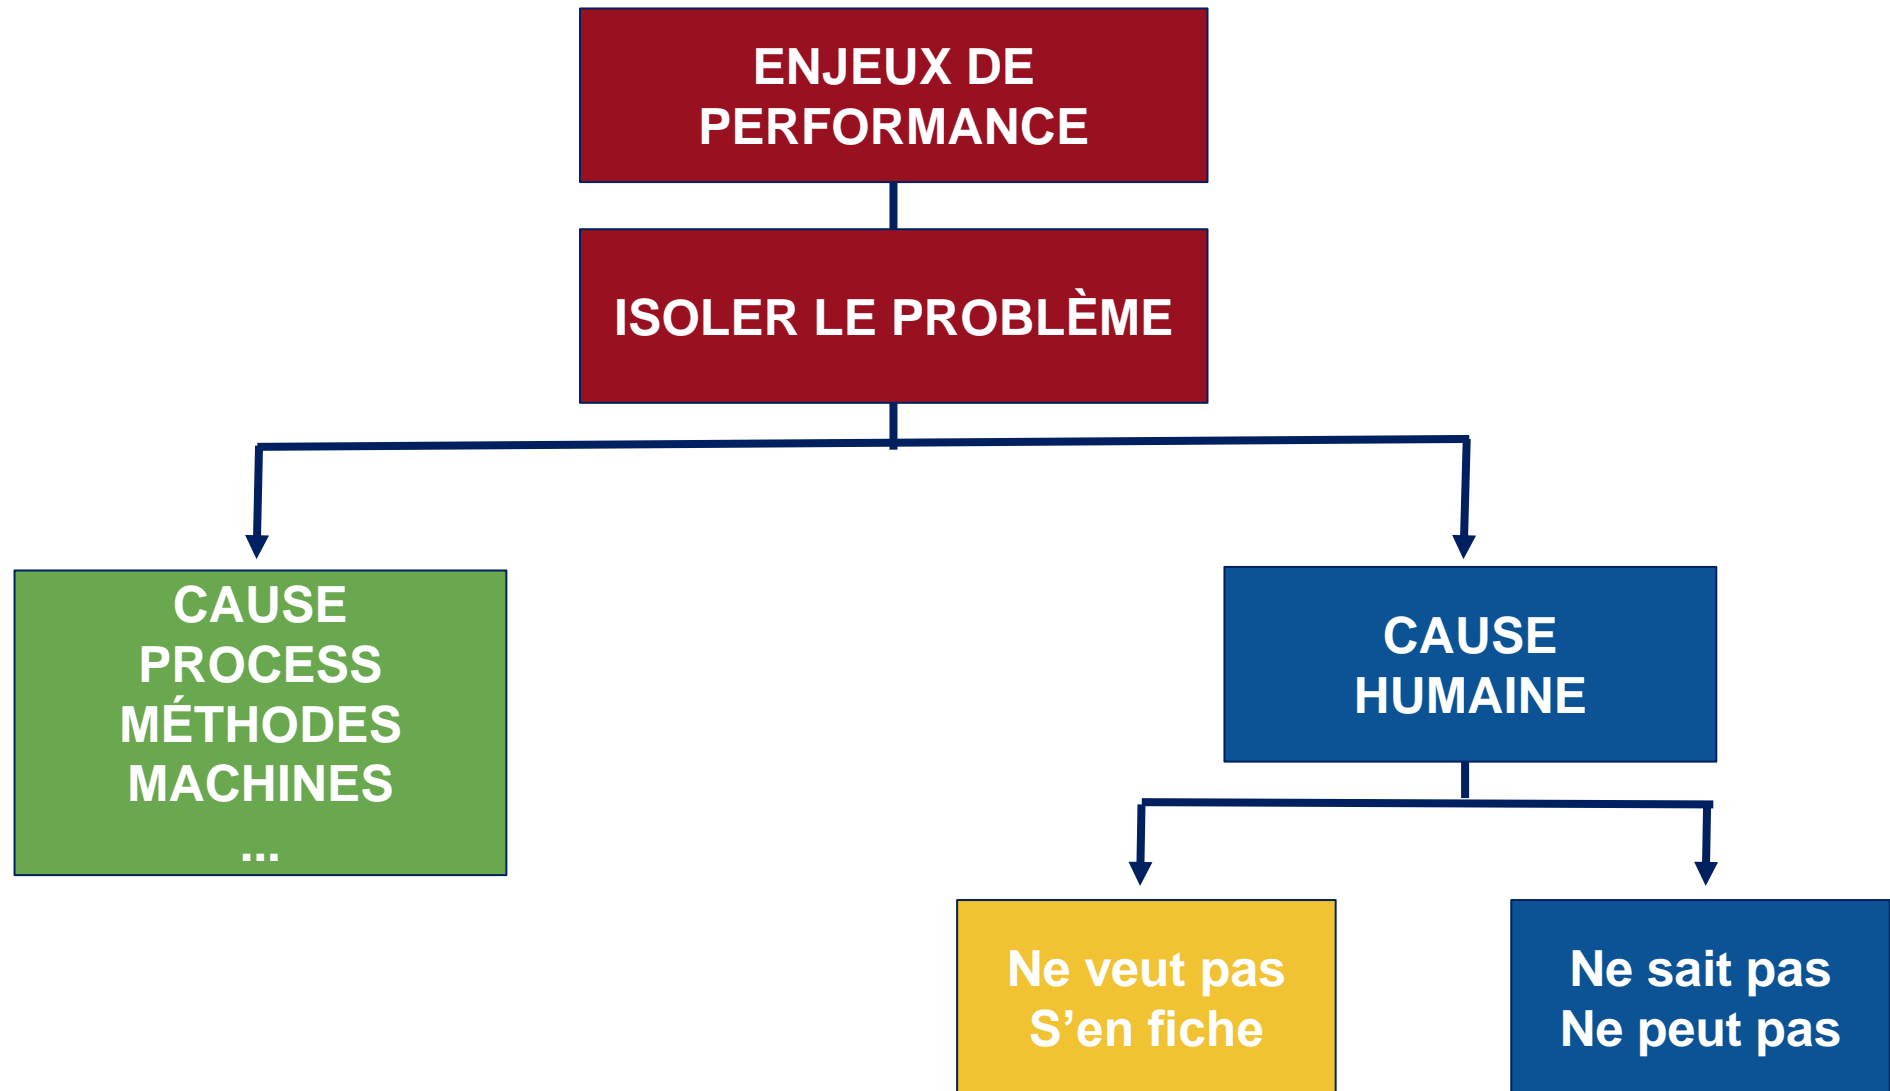 ENJEUX DE
PERFORMANCE
ISOLER LE PROBLÈME
CAUSE
PROCESS
MÉTHODES
MACHINES
...
CAUSE
HUMAINE
Ne veut pas
S’en fiche
Ne sait pas
Ne peut pas